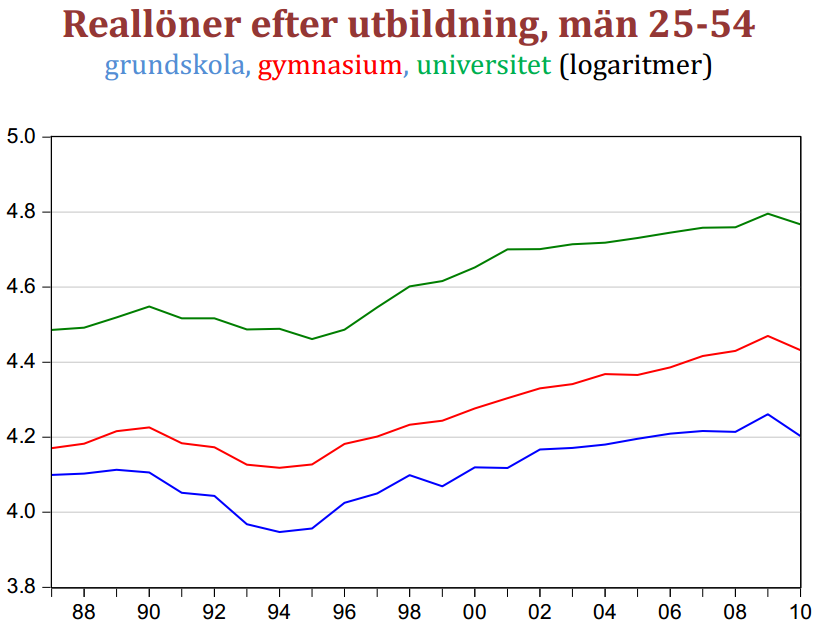 Reallöner efter utbildning, män 25-54
grundskola, gymnasium, universitet (logaritmer)
5.0
4.8
4.6
4.4
4.2
4.0
3.8
88 90 92 94 96 98 00 02 04 06 08 10